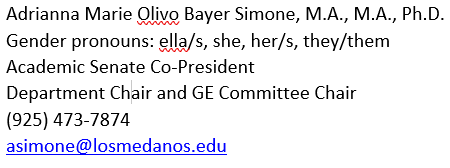 Adrianna Marie Olivo Bayer Simone, M.A., M.A., Ph.D.
Gender pronouns: ella/s, she, her/s, they/them
Academic Senate Co-President
Department Chair and GE Committee Chair
(925) 473-7874
asimone@losmedanos.edu